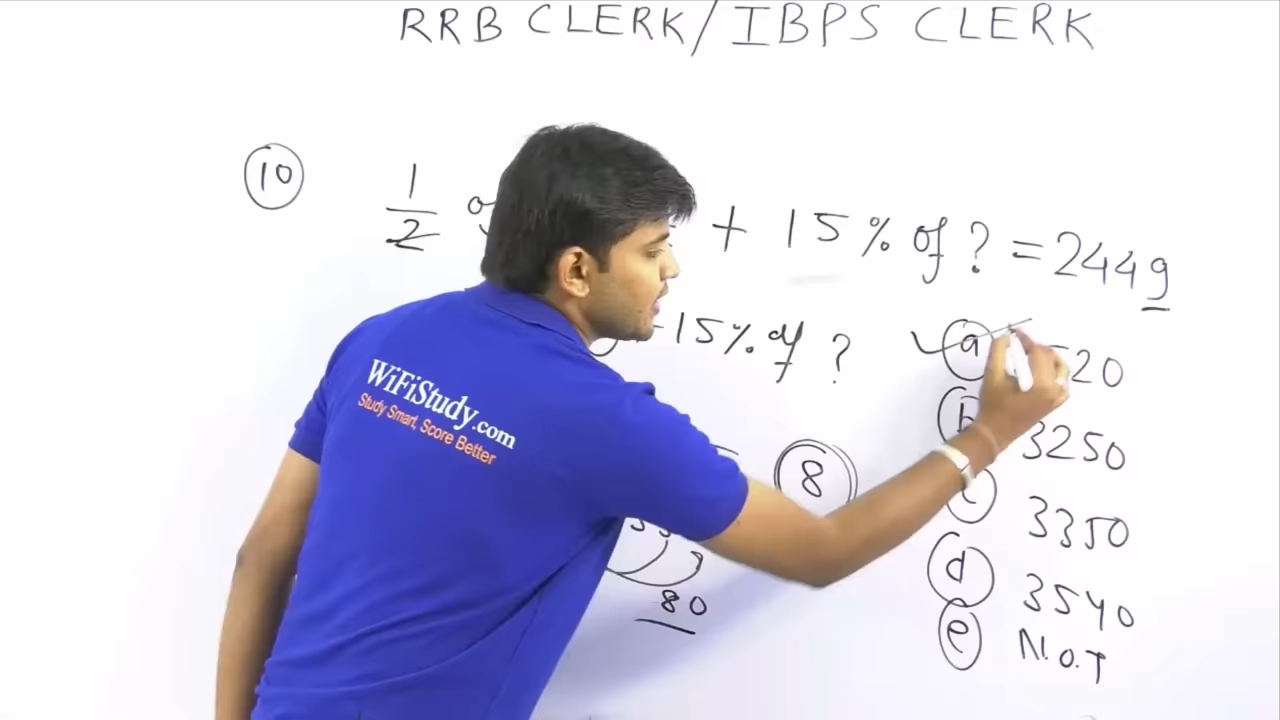 RRB CLERK/IBPS CLERK
10 1/2 + 15% of ? = 2449
15% of ?
a 20
b 3250
8
c 3350
d 3540
80
e N.O.T
WiFiStudy.com
Study Smart, Score Better